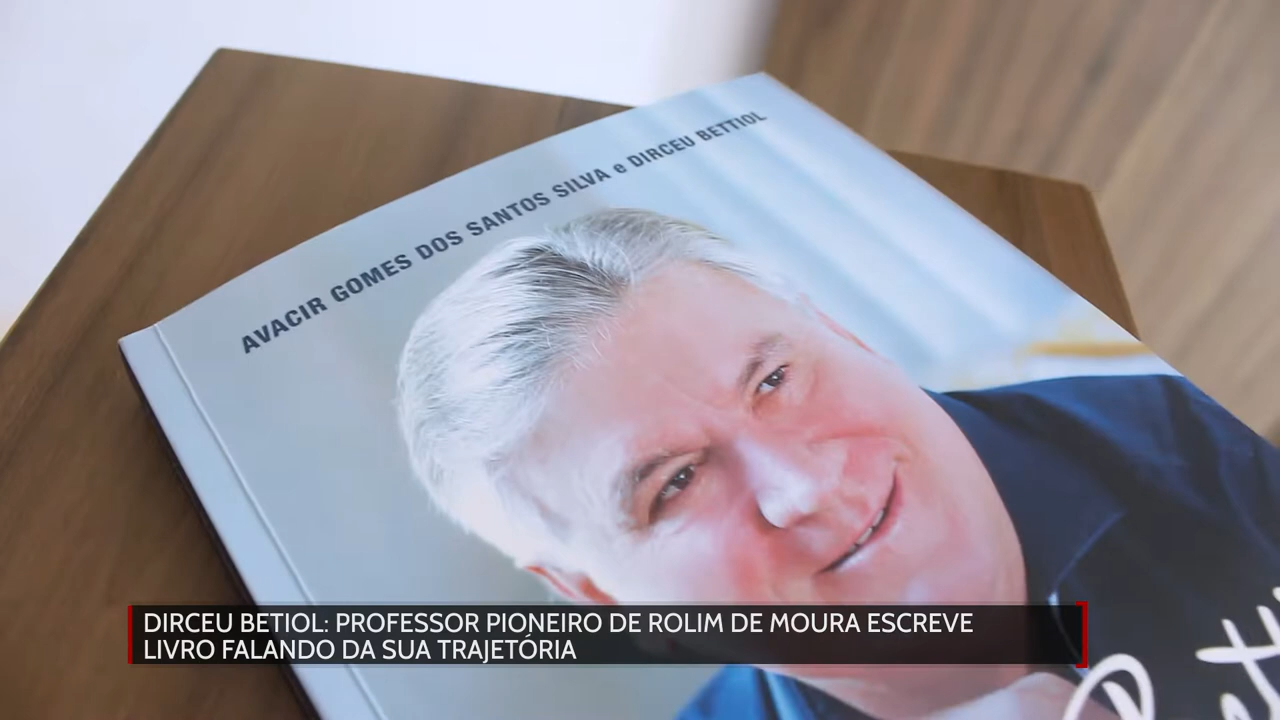 AVACIR GOMES DOS SANTOS SILVA e DIRCEU BETTIOL
DIRCEU BETIOL: PROFESSOR PIONEIRO DE ROLIM DE MOURA ESCREVE
LIVRO FALANDO DA SUA TRAJETÓRIA